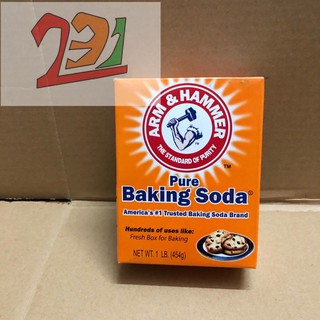 231
ARM & HAMMER
THE STANDARD OF PURITY
TM
Pure
Baking Soda®
America's #1 Trusted Baking Soda Brand
Hundreds of uses like:
Fresh Box for Baking
NET WT. 1 LB. (454g)